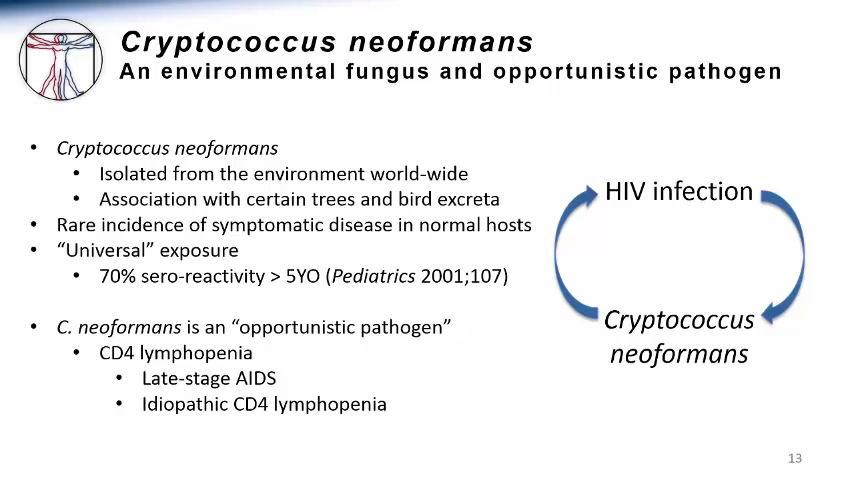 Cryptococcus neoformans
An environmental fungus and opportunistic pathogen
• Cryptococcus neoformans
• Isolated from the environment world-wide
• Association with certain trees and bird excreta
• Rare incidence of symptomatic disease in normal hosts
• “Universal” exposure
• 70% sero-reactivity > 5YO (Pediatrics 2001;107)
• C. neoformans is an “opportunistic pathogen”
• CD4 lymphopenia
• Late-stage AIDS
• Idiopathic CD4 lymphopenia
HIV infection
Cryptococcus
neoformans
13